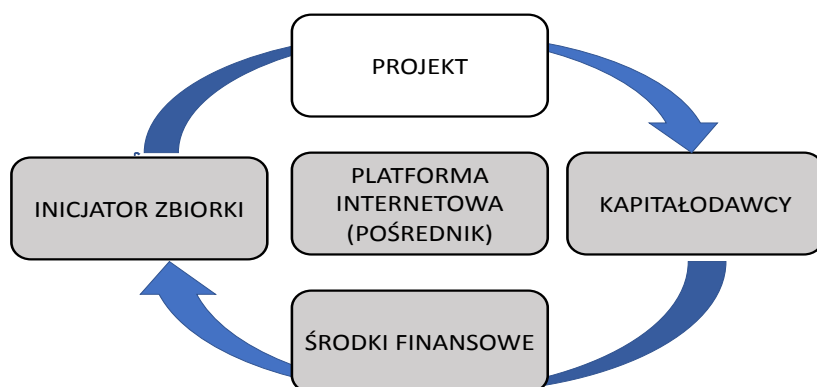 PROJEKT
INICJATOR ZBIORKI
PLATFORMA
INTERNETOWA
(POŚREDNIK)
KAPITAŁODAWCY
ŚRODKI FINANSOWE